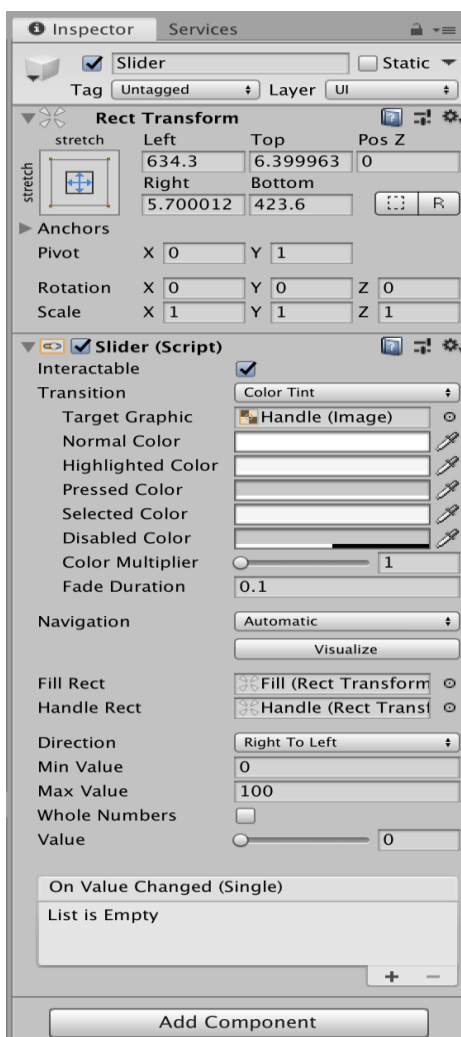 Inspector Services
Slider Static
Tag Untagged Layer UI
Rect Transform
stretch Left Top Pos Z
stretch
634.3 6.399963 0
Right Bottom
5.700012 423.6 R
Anchors
Pivot X 0 Y 1
Rotation X 0 Y 0 Z 0
Scale X 1 Y 1 Z 1
Slider (Script)
Interactable
Transition Color Tint
Target Graphic Handle (Image)
Normal Color
Highlighted Color
Pressed Color
Selected Color
Disabled Color
Color Multiplier 1
Fade Duration 0.1
Navigation Automatic
Visualize
Fill Rect Fill (Rect Transform
Handle Rect Handle (Rect Transf
Direction Right To Left
Min Value 0
Max Value 100
Whole Numbers
Value 0
On Value Changed (Single)
List is Empty
+ −
Add Component